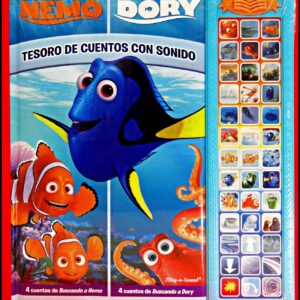 NEMO
DORY
TESORO DE CUENTOS CON SONIDO
Play-a-Sound
4 cuentos de Buscando a Nemo
4 cuentos de Buscando a Dory